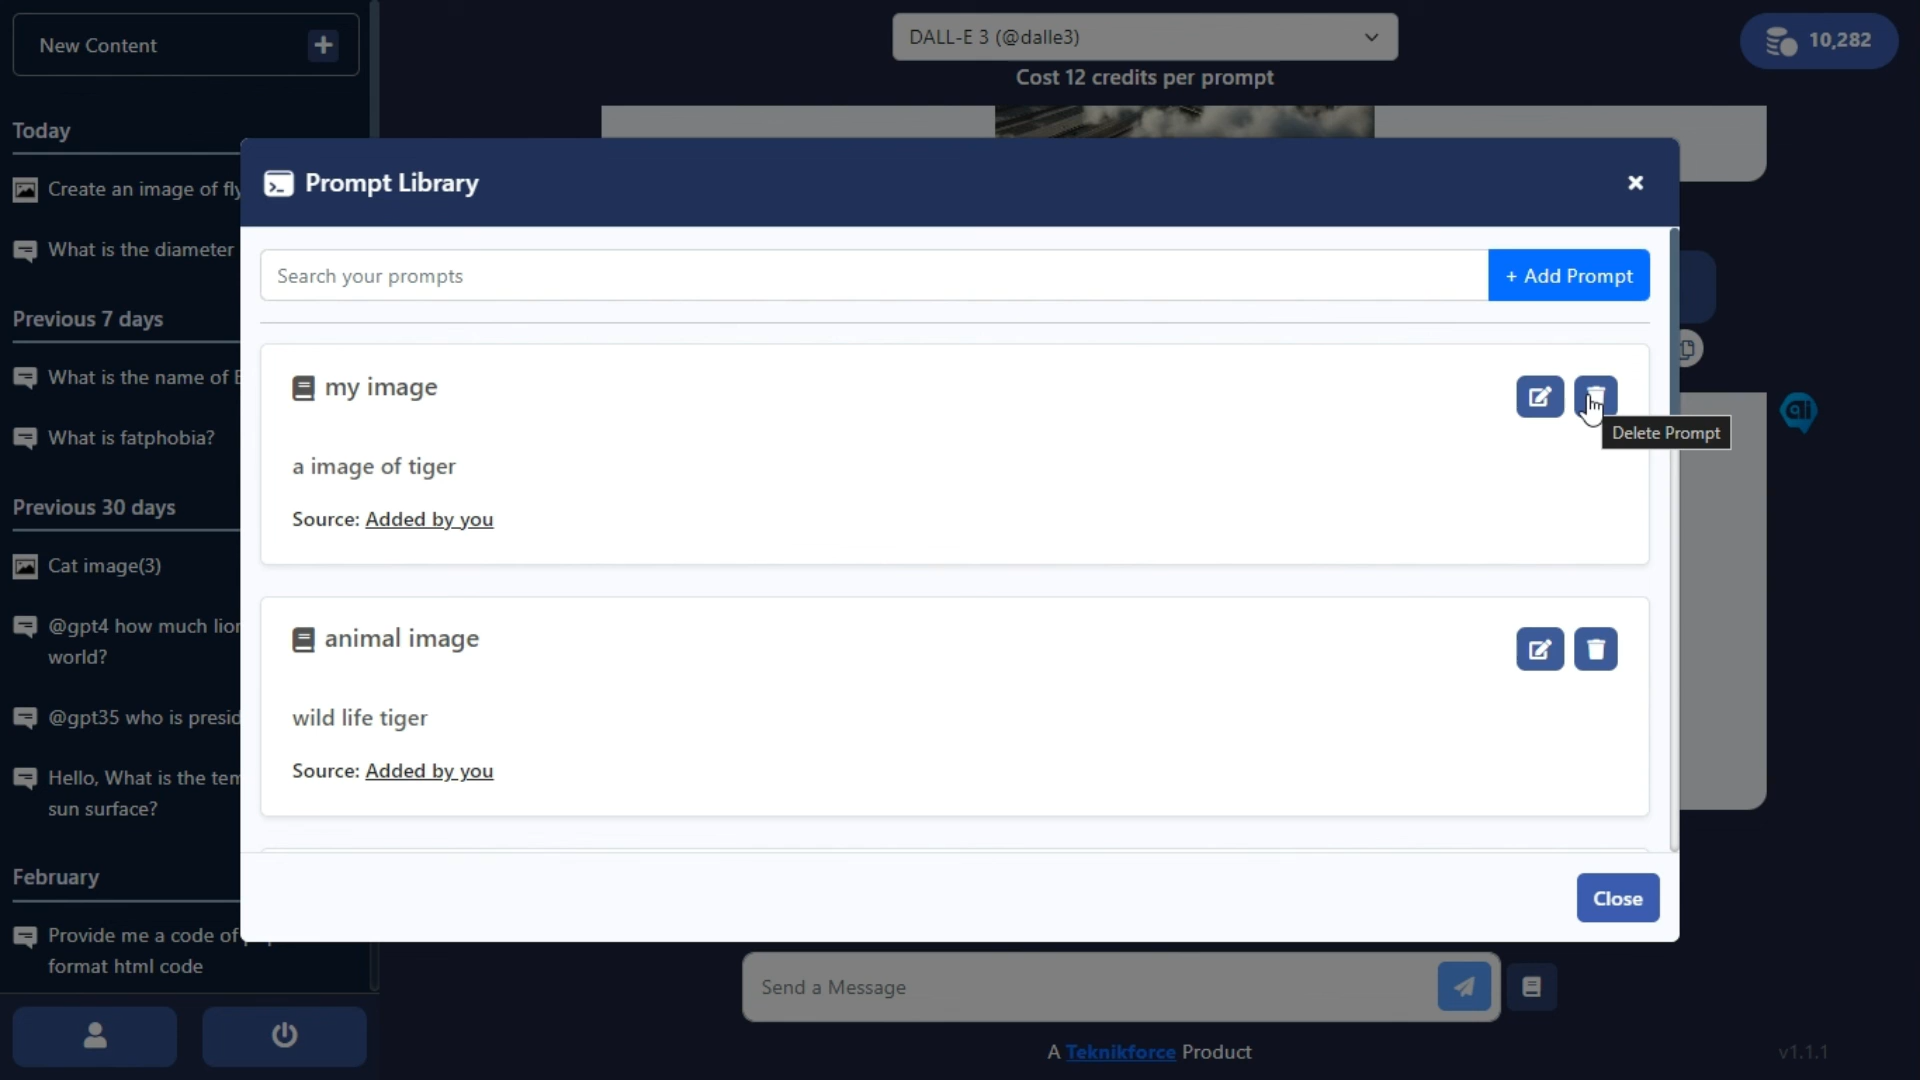 New Content
DALL-E 3 (@dalle3)
10,282
Cost 12 credits per prompt
Today
Create an image of fly
What is the diameter
Previous 7 days
What is the name of
What is fatphobia?
Previous 30 days
Cat image(3)
@gpt4 how much lion
world?
@gpt35 who is presid
Hello, What is the tem
sun surface?
February
Provide me a code of
format html code
Prompt Library
Search your prompts
+ Add Prompt
my image
Delete Prompt
a image of tiger
Source: Added by you
animal image
wild life tiger
Source: Added by you
Close
Send a Message
A Teknikforce Product
v1.1.1